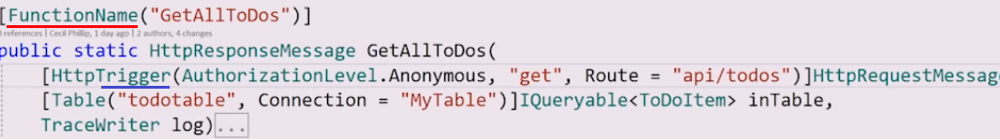 [FunctionName("GetAllToDos")]
0 references | Cecil Phillip, 1 day ago | 2 authors, 4 changes
public static HttpResponseMessage GetAllToDos(
[HttpTrigger(AuthorizationLevel.Anonymous, "get", Route = "api/todos")]HttpRequestMessag
[Table("todotable", Connection = "MyTable")]IQueryable<ToDoItem> inTable,
TraceWriter log)...